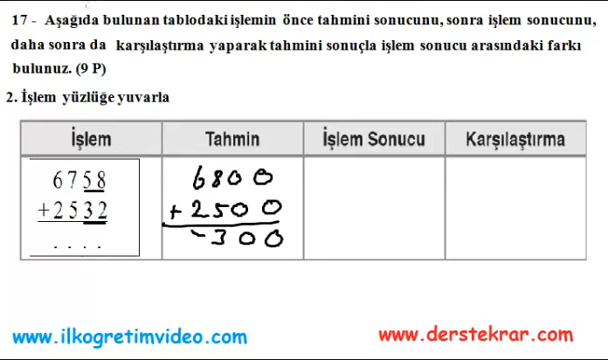 17 - Aşağıda bulunan tablodaki işlemin önce tahmini sonucunu, sonra işlem sonucunu,
daha sonra da karşılaştırma yaparak tahmini sonuçla işlem sonucu arasındaki farkı
bulunuz. (9 P)
2. İşlem yüzlüğe yuvarla
İşlem Tahmin İşlem Sonucu Karşılaştırma
6758 6800
+2532 +2500
.... 300
www.ilkogretimvideo.com www.derstekrar.com